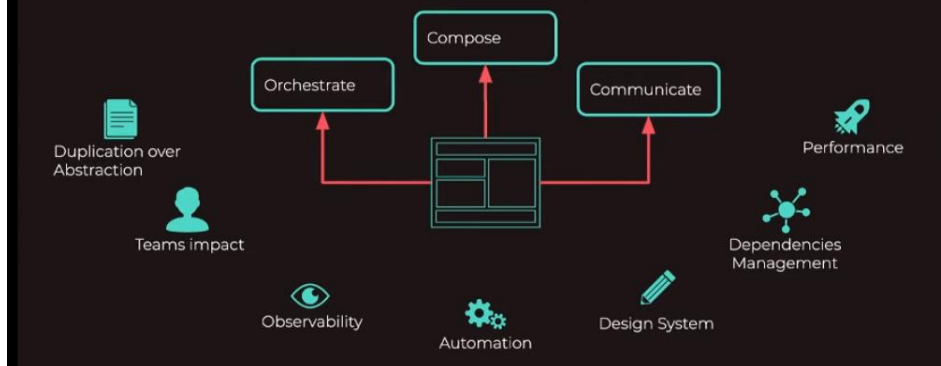 Compose
Orchestrate
Communicate
Duplication over
Abstraction
Performance
Teams impact
Dependencies
Management
Observability
Design System
Automation